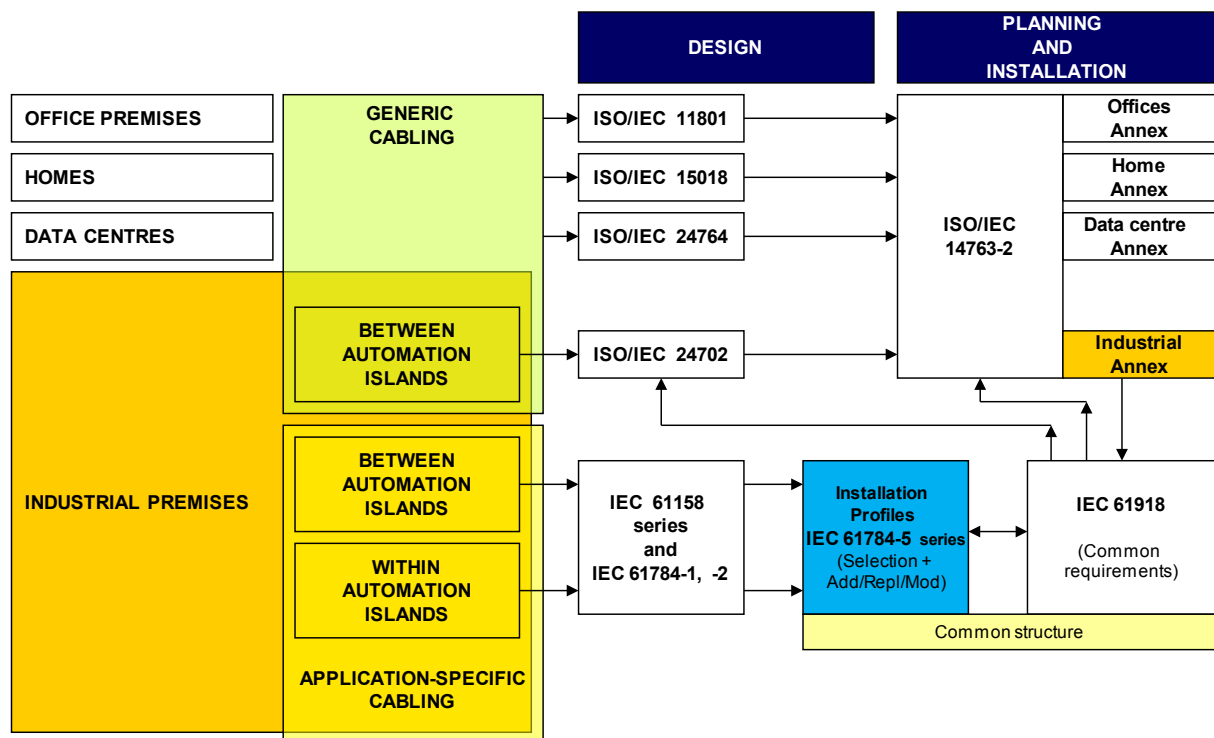 DESIGN
PLANNING
AND
INSTALLATION
OFFICE PREMISES
HOMES
DATA CENTRES
INDUSTRIAL PREMISES
GENERIC
CABLING
BETWEEN
AUTOMATION
ISLANDS
BETWEEN
AUTOMATION
ISLANDS
WITHIN
AUTOMATION
ISLANDS
APPLICATION-SPECIFIC
CABLING
ISO/IEC 11801
ISO/IEC 15018
ISO/IEC 24764
ISO/IEC 24702
IEC 61158
series
and
IEC 61784-1, -2
ISO/IEC
14763-2
Offices
Annex
Home
Annex
Data centre
Annex
Industrial
Annex
Installation
Profiles
IEC 61784-5 series
(Selection +
Add/Repl/Mod)
IEC 61918
(Common
requirements)
Common structure